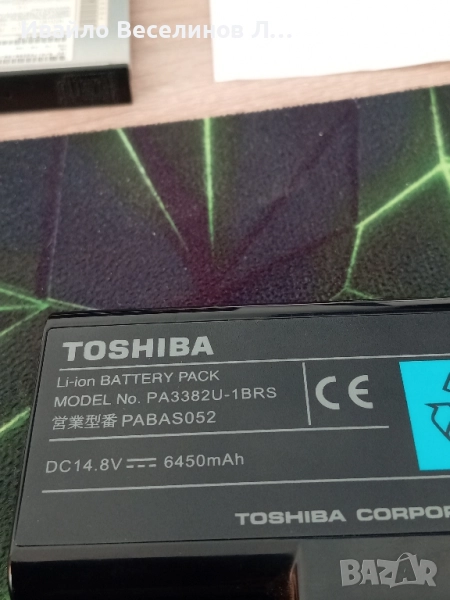 Ивайло Веселинов Л...
TOSHIBA
Li-ion BATTERY PACK
MODEL No. PA3382U-1BRS
営業型番 PABAS052
CE
DC14.8V 6450mAh
TOSHIBA CORPOR
BAZAR